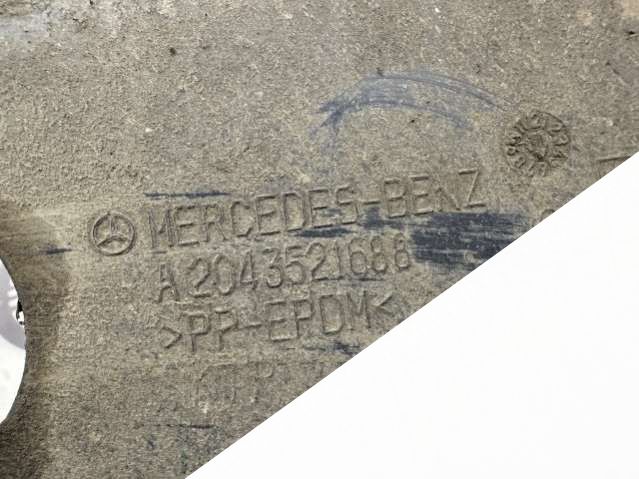 MERCEDES-BENZ
A 2043521688
>PP-EPDM<